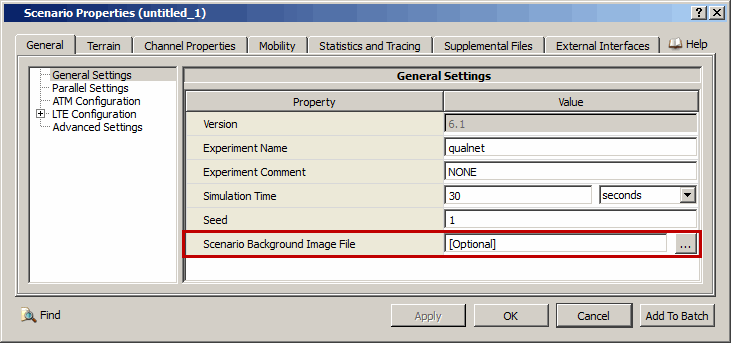 Scenario Properties (untitled_1)
General Terrain Channel Properties Mobility Statistics and Tracing Supplemental Files External Interfaces Help
General Settings
Parallel Settings
ATM Configuration
LTE Configuration
Advanced Settings
General Settings
Property Value
Version 6.1
Experiment Name qualnet
Experiment Comment NONE
Simulation Time 30 seconds
Seed 1
Scenario Background Image File [Optional] ...
Find Apply OK Cancel Add To Batch